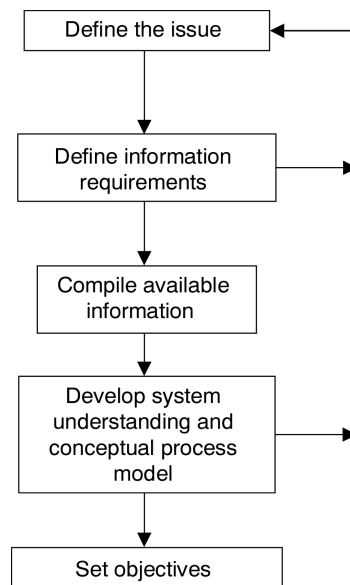 Define the issue
Define information
requirements
Compile available
information
Develop system
understanding and
conceptual process
model
Set objectives